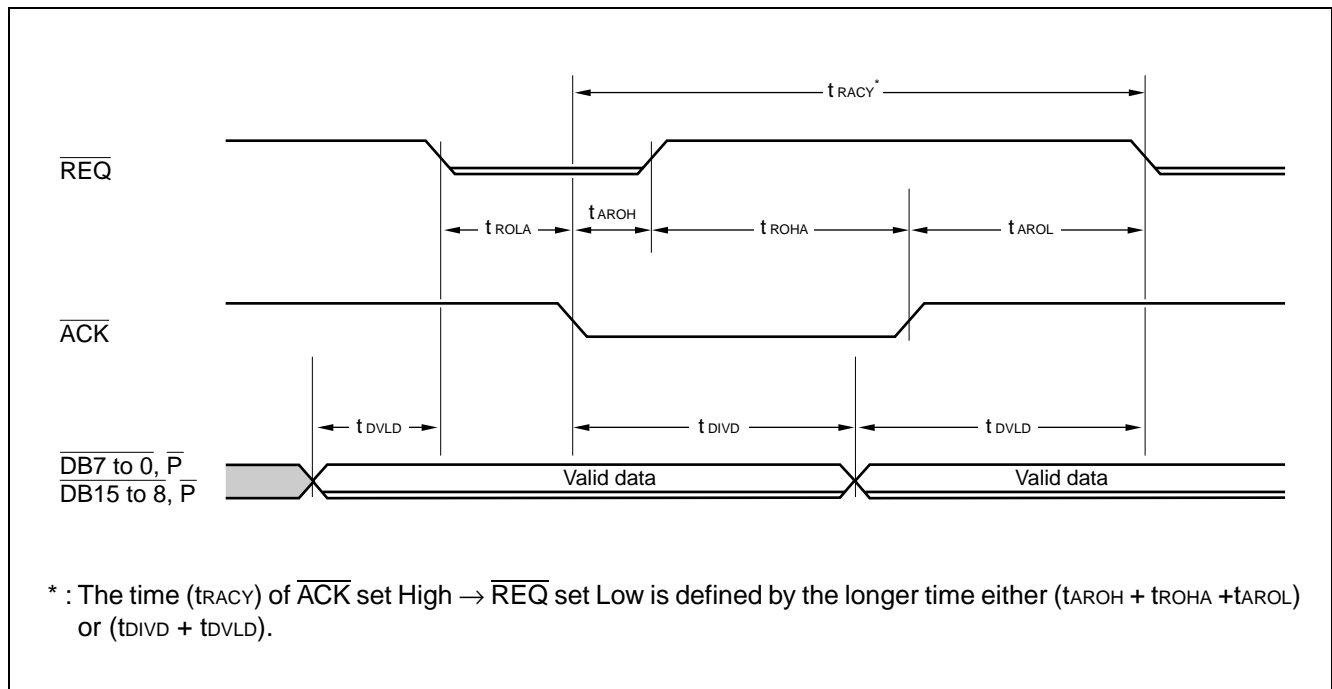 tRACY*
REQ
tAROH
tROLA
tROHA
tAROL
ACK
tDVLD
tDIVD
tDVLD
DB7 to 0, P
DB15 to 8, P
Valid data
Valid data
* : The time (tRACY) of ACK set High → REQ set Low is defined by the longer time either (tAROH + tROHA +tAROL)
or (tDIVD + tDVLD).